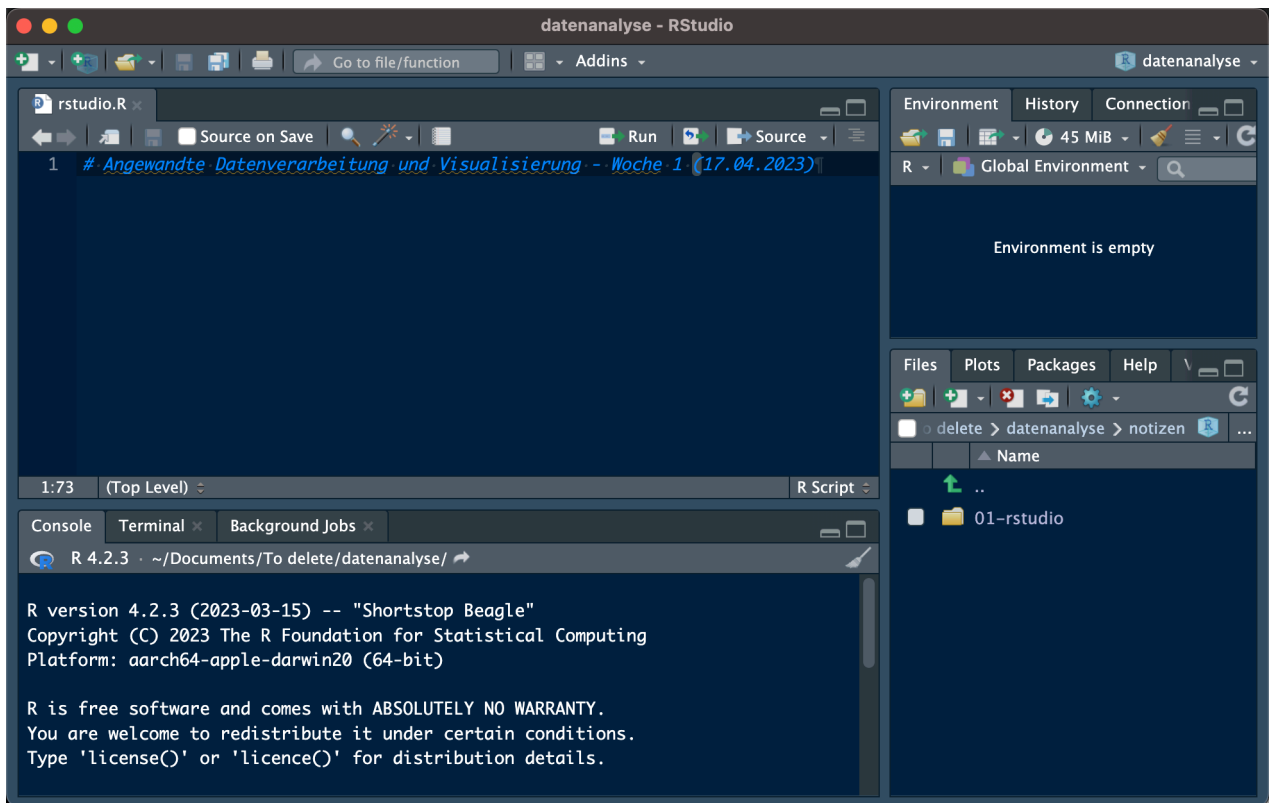 datenanalyse - RStudio
Go to file/function
Addins
datenanalyse
rstudio.R
Source on Save
Run
Source
1 # Angewandte Datenverarbeitung und Visualisierung - Woche 1 (17.04.2023)
1:73 (Top Level) R Script
Console Terminal Background Jobs
R 4.2.3 · ~/Documents/To delete/datenanalyse/
R version 4.2.3 (2023-03-15) -- "Shortstop Beagle"
Copyright (C) 2023 The R Foundation for Statistical Computing
Platform: aarch64-apple-darwin20 (64-bit)
R is free software and comes with ABSOLUTELY NO WARRANTY.
You are welcome to redistribute it under certain conditions.
Type 'license()' or 'licence()' for distribution details.
Environment History Connection
45 MiB
R Global Environment
Environment is empty
Files Plots Packages Help
o delete > datenanalyse > notizen ...
Name
..
01-rstudio